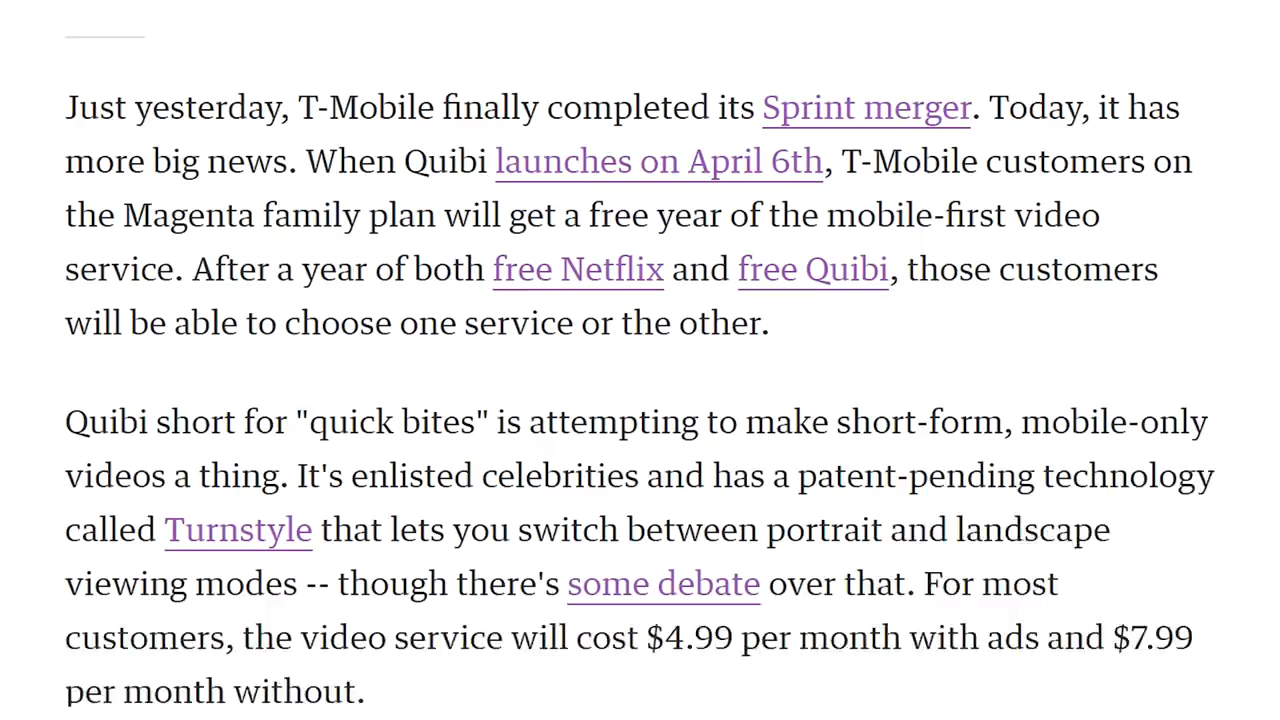 Just yesterday, T-Mobile finally completed its Sprint merger. Today, it has
more big news. When Quibi launches on April 6th, T-Mobile customers on
the Magenta family plan will get a free year of the mobile-first video
service. After a year of both free Netflix and free Quibi, those customers
will be able to choose one service or the other.
Quibi short for "quick bites" is attempting to make short-form, mobile-only
videos a thing. It's enlisted celebrities and has a patent-pending technology
called Turnstyle that lets you switch between portrait and landscape
viewing modes -- though there's some debate over that. For most
customers, the video service will cost $4.99 per month with ads and $7.99
per month without.